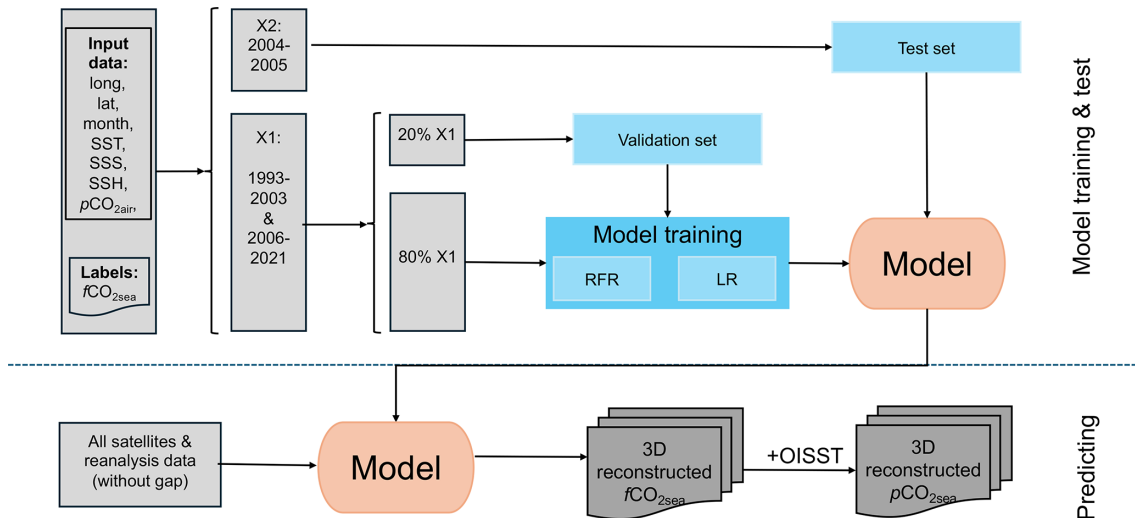 Input
data:
long,
lat,
month,
SST,
SSS,
SSH,
pCO2air,
Labels:
fCO2sea
X2:
2004-
2005
X1:
1993-
2003
&
2006-
2021
20% X1
80% X1
Validation set
Model training
RFR
LR
Test set
Model
Model training & test
All satellites &
reanalysis data
(without gap)
Model
3D
reconstructed
fCO2sea
+OISST
3D
reconstructed
pCO2sea
Predicting